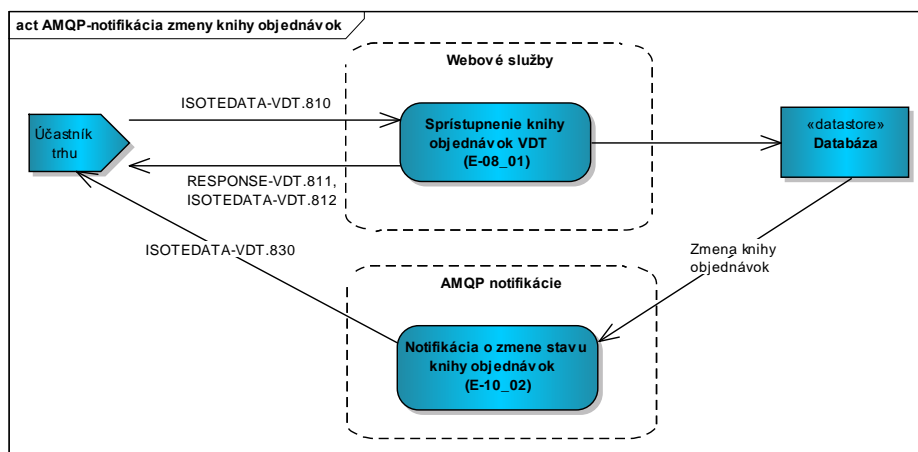 act AMQP-notifikácia zmeny knihy objednávok
Webové služby
ISOTEDATA-VDT.810
Účastník
trhu
Sprístupnenie knihy
objednávok VDT
(E-08_01)
«datastore»
Databáza
RESPONSE-VDT.811,
ISOTEDATA-VDT.812
ISOTEDATA-VDT.830
Zmena knihy
objednávok
AMQP notifikácie
Notifikácia o zmene stavu
knihy objednávok
(E-10_02)